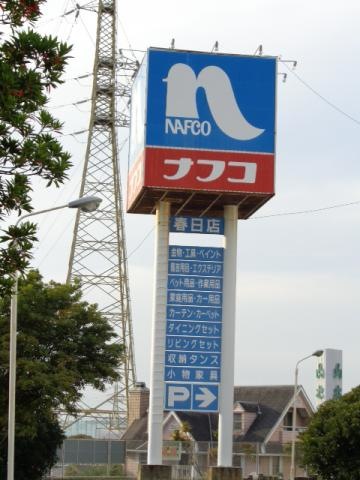 NAFCO
ナフコ
春日店
金物・工具・ペイント
園芸用品・エクステリア
ペット用品・作業用品
家庭用品・カー用品
カーテン・カーペット
ダイニングセット
リビングセット
収納タンス
小物家具
P→